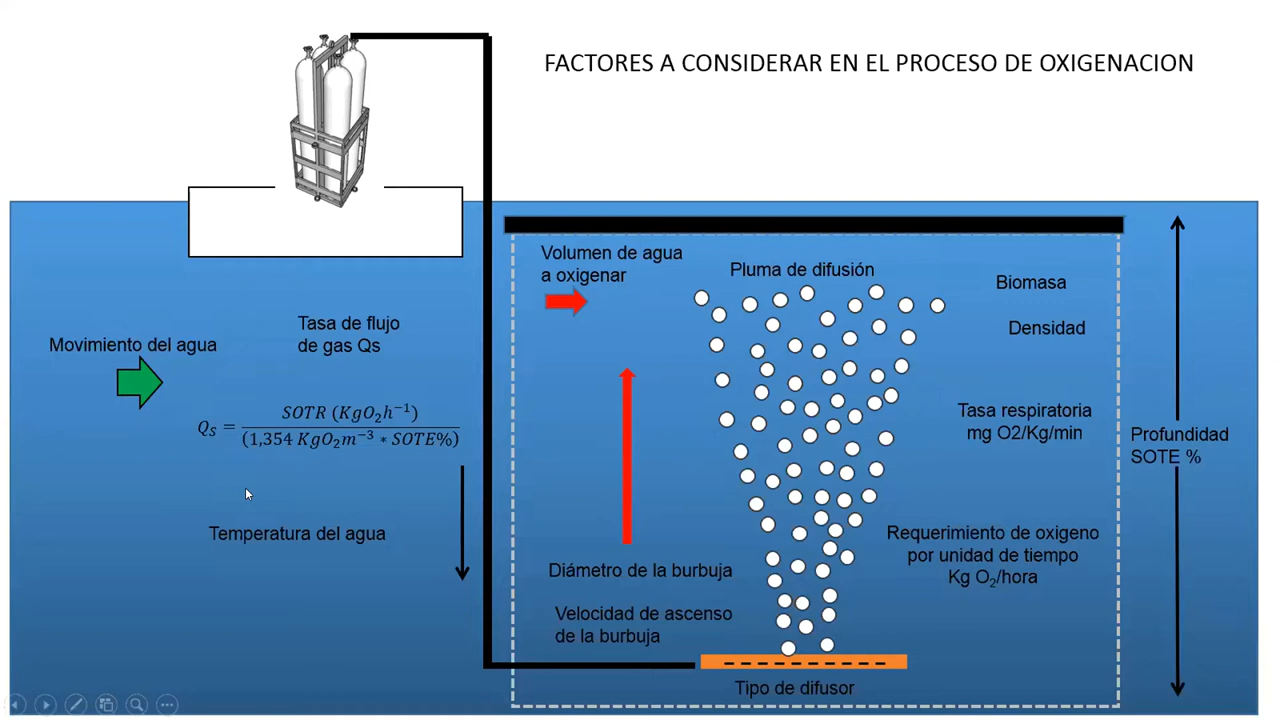 FACTORES A CONSIDERAR EN EL PROCESO DE OXIGENACION
Movimiento del agua
Tasa de flujo
de gas Qs
Q_S = SOTR (KgO₂h⁻¹) / (1,354 KgO₂m⁻³ * SOTE%)
Temperatura del agua
Volumen de agua
a oxigenar
Pluma de difusión
Biomasa
Densidad
Tasa respiratoria
mg O2/Kg/min
Profundidad
SOTE %
Requerimiento de oxigeno
por unidad de tiempo
Kg O₂/hora
Diámetro de la burbuja
Velocidad de ascenso
de la burbuja
Tipo de difusor